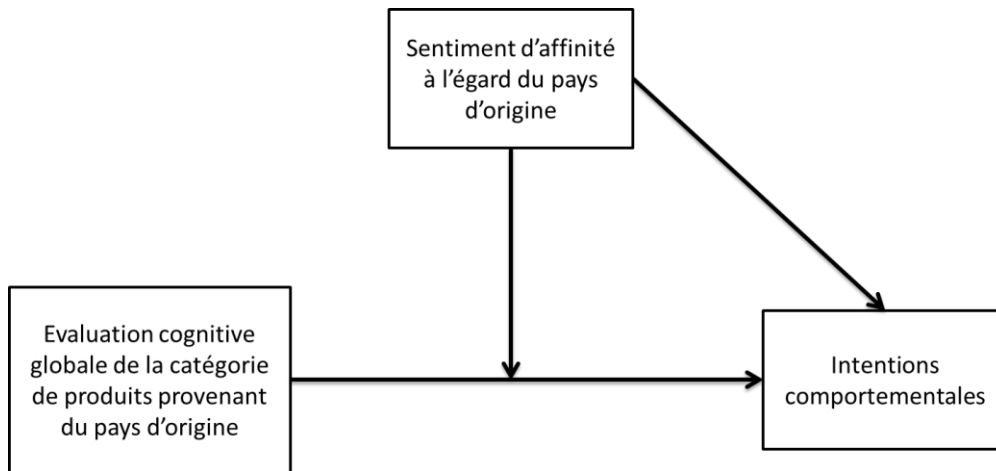 Sentiment d’affinité
à l’égard du pays
d’origine
Evaluation cognitive
globale de la catégorie
de produits provenant
du pays d’origine
Intentions
comportementales